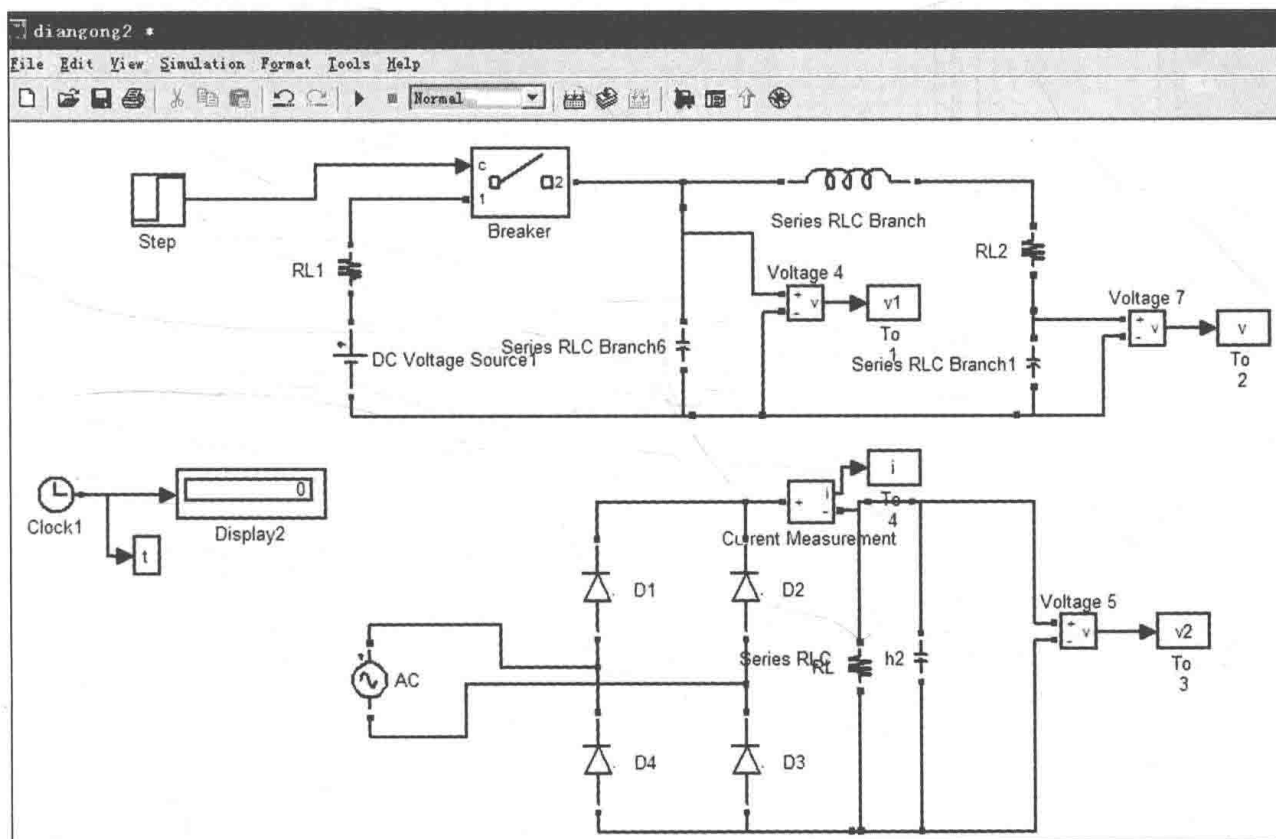 diangong2 *
File Edit View Simulation Format Tools Help
Normal
Step
c
1
2
Breaker
Series RLC Branch
RL1
RL2
Voltage 4
+
v
-
v1
To
1
Voltage 7
+
v
-
v
To
2
DC Voltage Source1
Series RLC Branch6
Series RLC Branch1
Clock1
0
Display2
t
+
i
-
i
To
4
Current Measurement
D1
D2
Voltage 5
+
v
-
v2
To
3
AC
Series RLC
RL
h2
D4
D3